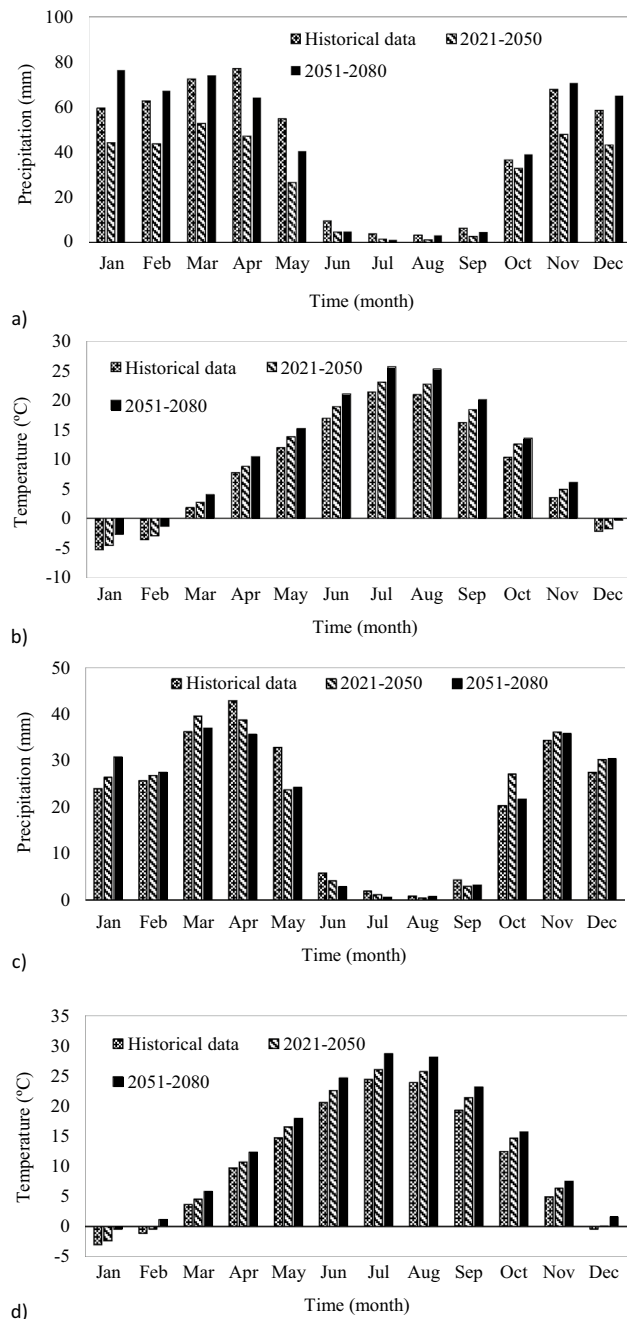 100
80
60
40
20
0
Precipitation (mm)
Historical data
2021-2050
2051-2080
Jan Feb Mar Apr May Jun Jul Aug Sep Oct Nov Dec
Time (month)
a)
30
25
20
15
10
5
0
-5
-10
Temperature (ºC)
Historical data
2021-2050
2051-2080
Jan Feb Mar Apr May Jun Jul Aug Sep Oct Nov Dec
Time (month)
b)
50
40
30
20
10
0
Precipitation (mm)
Historical data
2021-2050
2051-2080
Jan Feb Mar Apr May Jun Jul Aug Sep Oct Nov Dec
Time (month)
c)
35
30
25
20
15
10
5
0
-5
Temperature (ºC)
Historical data
2021-2050
2051-2080
Jan Feb Mar Apr May Jun Jul Aug Sep Oct Nov Dec
Time (month)
d)